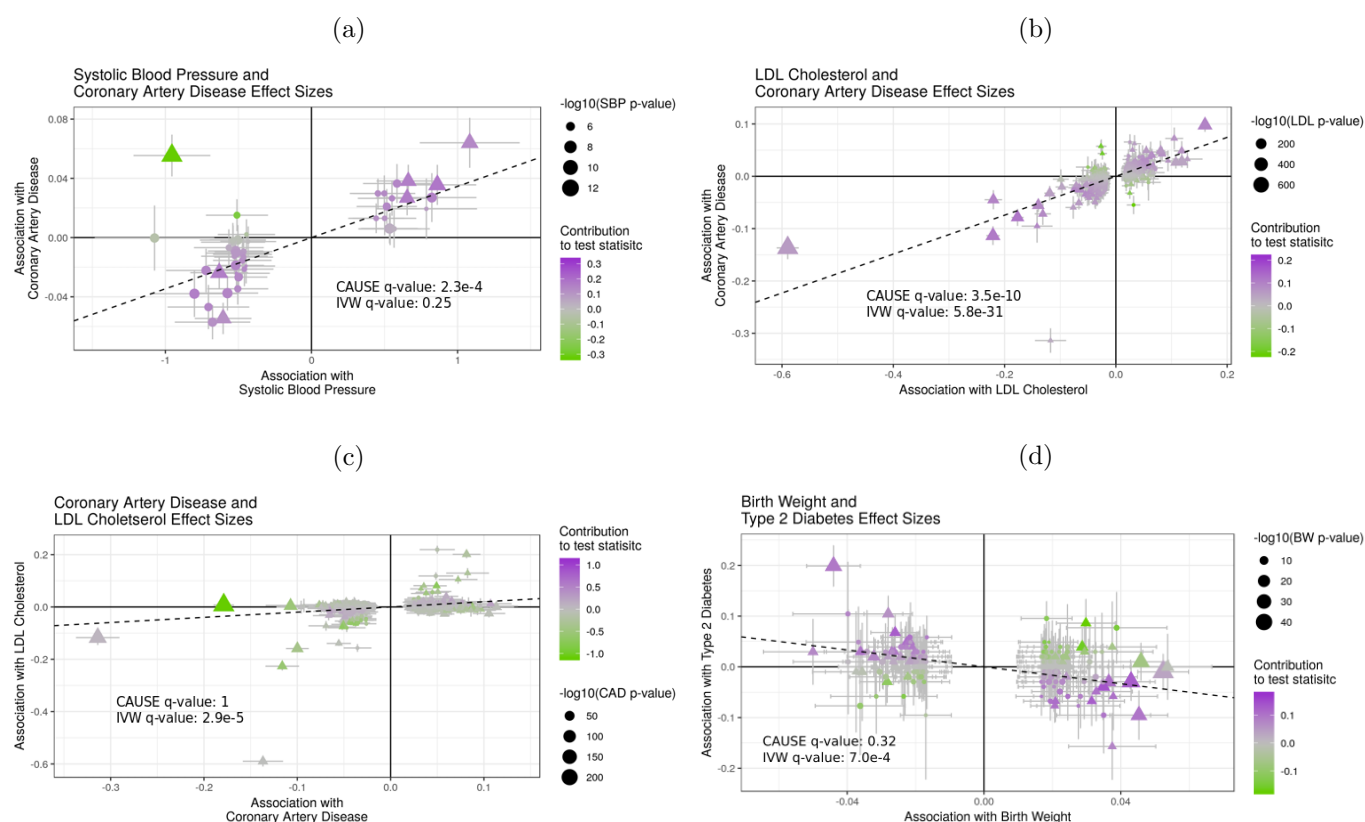 (a)
Systolic Blood Pressure and
Coronary Artery Disease Effect Sizes
0.08
0.04
0.00
-0.04
Association with
Coronary Artery Disease
CAUSE q-value: 2.3e-4
IVW q-value: 0.25
-1
0
1
Association with
Systolic Blood Pressure
-log10(SBP p-value)
6
8
10
12
Contribution
to test statisitc
0.3
0.2
0.1
0.0
-0.1
-0.2
-0.3
(b)
LDL Cholesterol and
Coronary Artery Disease Effect Sizes
0.1
0.0
-0.1
-0.2
-0.3
Association with
Coronary Artery Disease
CAUSE q-value: 3.5e-10
IVW q-value: 5.8e-31
-0.6
-0.4
-0.2
0.0
0.2
Association with LDL Cholesterol
-log10(LDL p-value)
200
400
600
Contribution
to test statisitc
0.2
0.1
0.0
-0.1
-0.2
(c)
Coronary Artery Disease and
LDL Choletserol Effect Sizes
0.2
0.0
-0.2
-0.4
-0.6
Association with LDL Cholesterol
CAUSE q-value: 1
IVW q-value: 2.9e-5
-0.3
-0.2
-0.1
0.0
0.1
Association with
Coronary Artery Disease
Contribution
to test statisitc
1.0
0.5
0.0
-0.5
-1.0
-log10(CAD p-value)
50
100
150
200
(d)
Birth Weight and
Type 2 Diabetes Effect Sizes
0.2
0.1
0.0
-0.1
-0.2
Association with Type 2 Diabetes
CAUSE q-value: 0.32
IVW q-value: 7.0e-4
-0.04
0.00
0.04
Association with Birth Weight
-log10(BW p-value)
10
20
30
40
Contribution
to test statisitc
0.1
0.0
-0.1